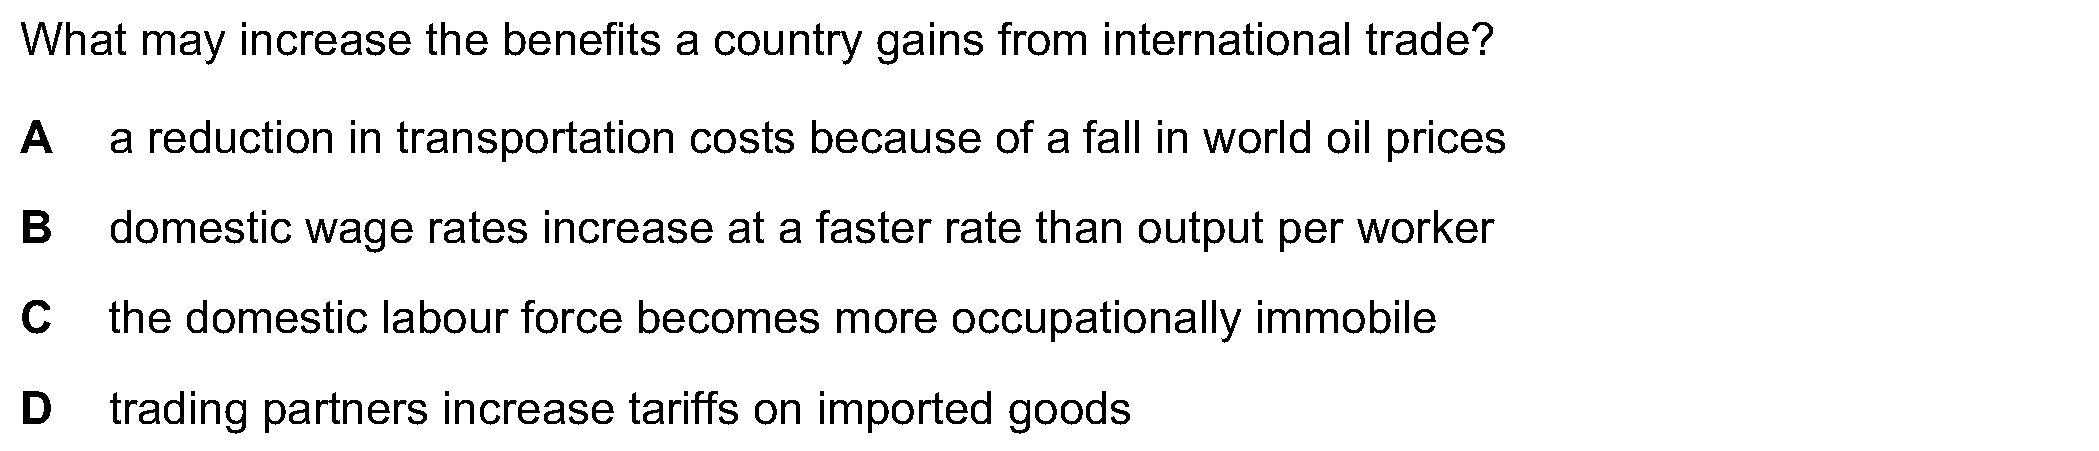 What may increase the benefits a country gains from international trade?
A a reduction in transportation costs because of a fall in world oil prices
B domestic wage rates increase at a faster rate than output per worker
C the domestic labour force becomes more occupationally immobile
D trading partners increase tariffs on imported goods